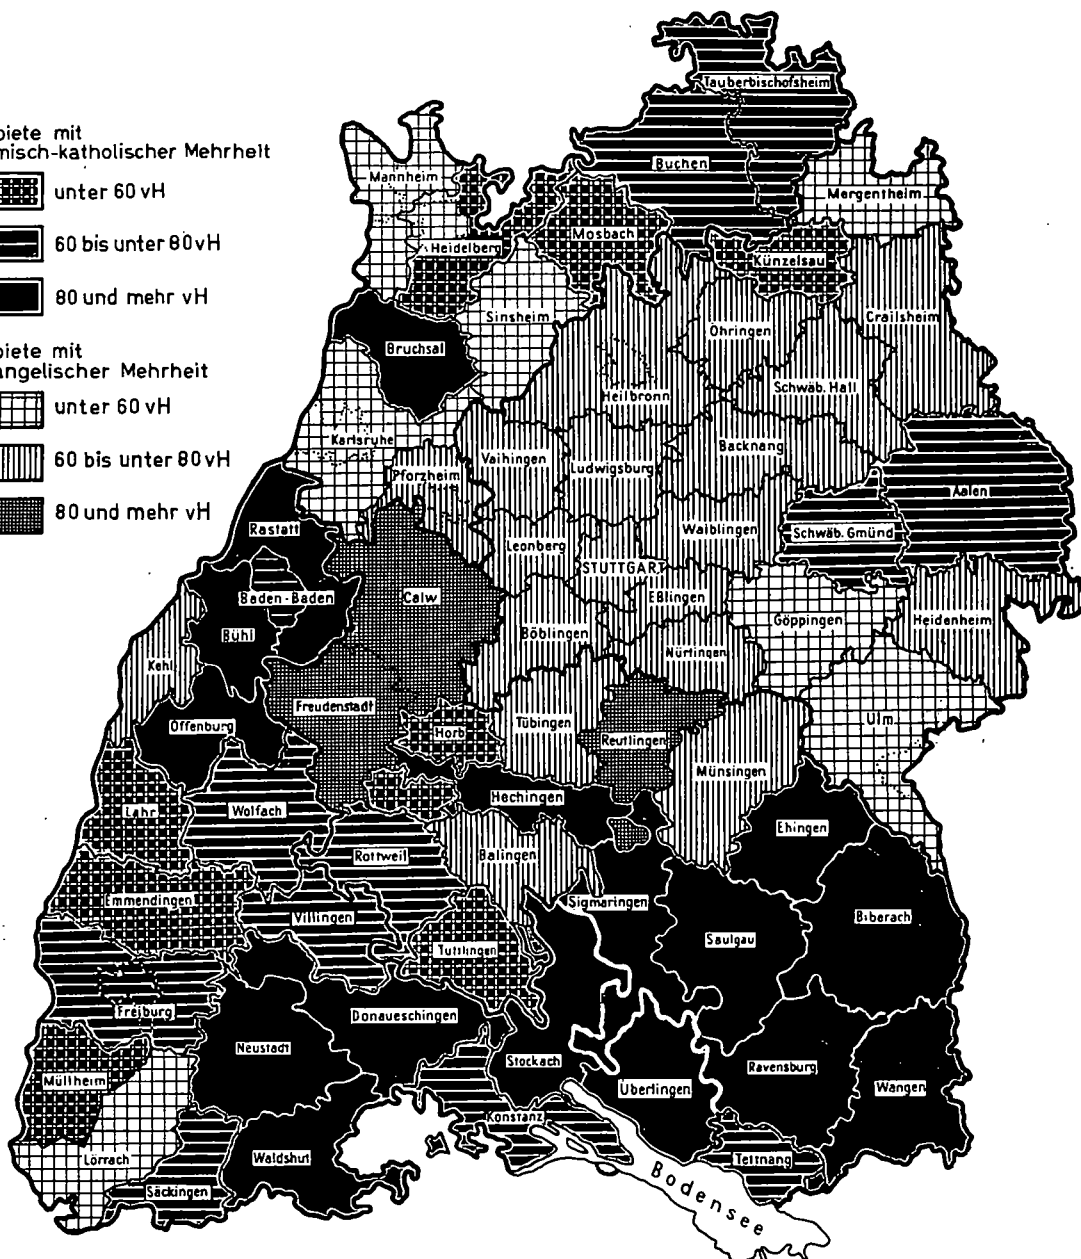 biete mit
misch-katholischer Mehrheit
unter 60 vH
60 bis unter 80 vH
80 und mehr vH
biete mit
angelischer Mehrheit
unter 60 vH
60 bis unter 80 vH
80 und mehr vH
Tauberbischofsheim
Buchen
Mannheim
Mergentheim
Mosbach
Heidelberg
Künzelsau
Sinsheim
Crailsheim
Öhringen
Bruchsal
Schwäb. Hall
Heilbronn
Karlsruhe
Backnang
Vaihingen
Ludwigsburg
Pforzheim
Aalen
Rastatt
Waiblingen
Schwäb. Gmünd
Leonberg
STUTTGART
Baden-Baden
Calw
Eßlingen
Göppingen
Heidenheim
Bühl
Böblingen
Nürtingen
Kehl
Freudenstadt
Offenburg
Tübingen
Ulm
Horb
Reutlingen
Münsingen
Hechingen
Lahr
Wolfach
Ehingen
Rottweil
Balingen
Emmendingen
Sigmaringen
Villingen
Biberach
Saulgau
Tuttlingen
Freiburg
Donaueschingen
Neustadt
Stockach
Ravensburg
Müllheim
Überlingen
Wangen
Konstanz
Lörrach
Waldshut
Tettnang
Säckingen
Bodensee